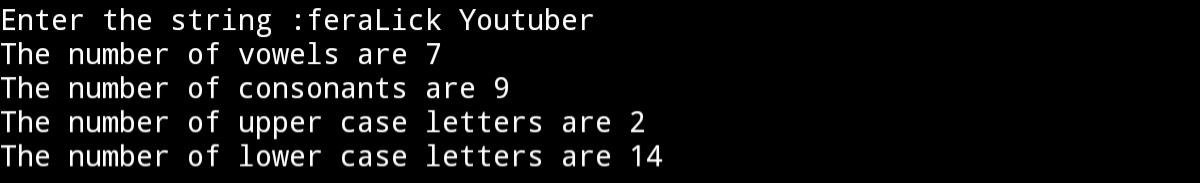 Enter the string :feraLick Youtuber
The number of vowels are 7
The number of consonants are 9
The number of upper case letters are 2
The number of lower case letters are 14